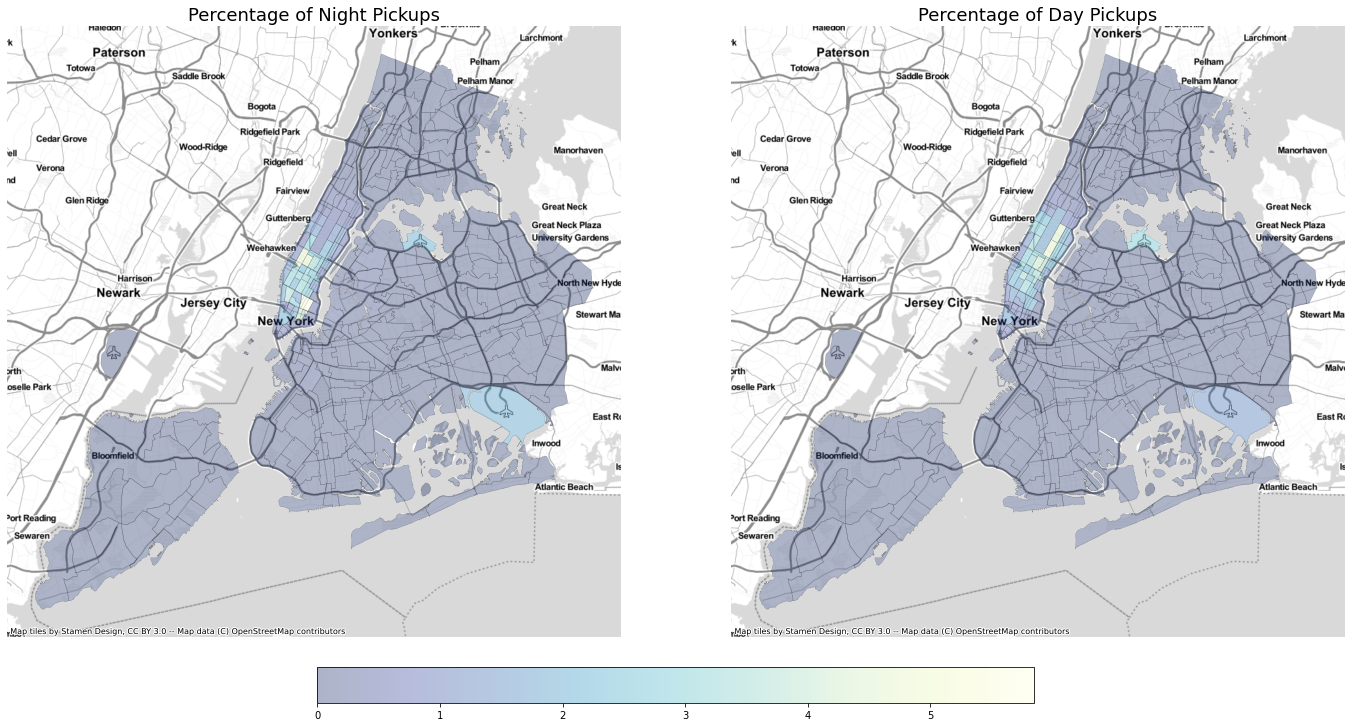 Percentage of Night Pickups
Percentage of Day Pickups
Haledon
Yonkers
Larchmont
Paterson
Pelham
Totowa
Saddle Brook
Pelham Manor
Bogota
Ridgefield Park
Cedar Grove
Wood-Ridge
Manorhaven
Verona
Ridgefield
Fairview
Glen Ridge
Great Neck
Guttenberg
Great Neck Plaza
University Gardens
Weehawken
Harrison
North New Hyde
Newark
Jersey City
New York
Stewart Ma
Malve
oselle Park
East Ro
Inwood
Bloomfield
Atlantic Beach
Port Reading
Sewaren
Map tiles by Stamen Design, CC BY 3.0 -- Map data (C) OpenStreetMap contributors
Yonkers
Larchmont
Paterson
Pelham
Totowa
Saddle Brook
Pelham Manor
Bogota
Ridgefield Park
Cedar Grove
Wood-Ridge
Manorhaven
Verona
Ridgefield
Fairview
Glen Ridge
Great Neck
Guttenberg
Great Neck Plaza
University Gardens
Weehawken
Harrison
North New Hyde
Newark
Jersey City
New York
Stewart Ma
oselle Park
East Ro
Inwood
Bloomfield
Atlantic Beach
Port Reading
Sewaren
Map tiles by Stamen Design, CC BY 3.0 -- Map data (C) OpenStreetMap contributors
0 1 2 3 4 5